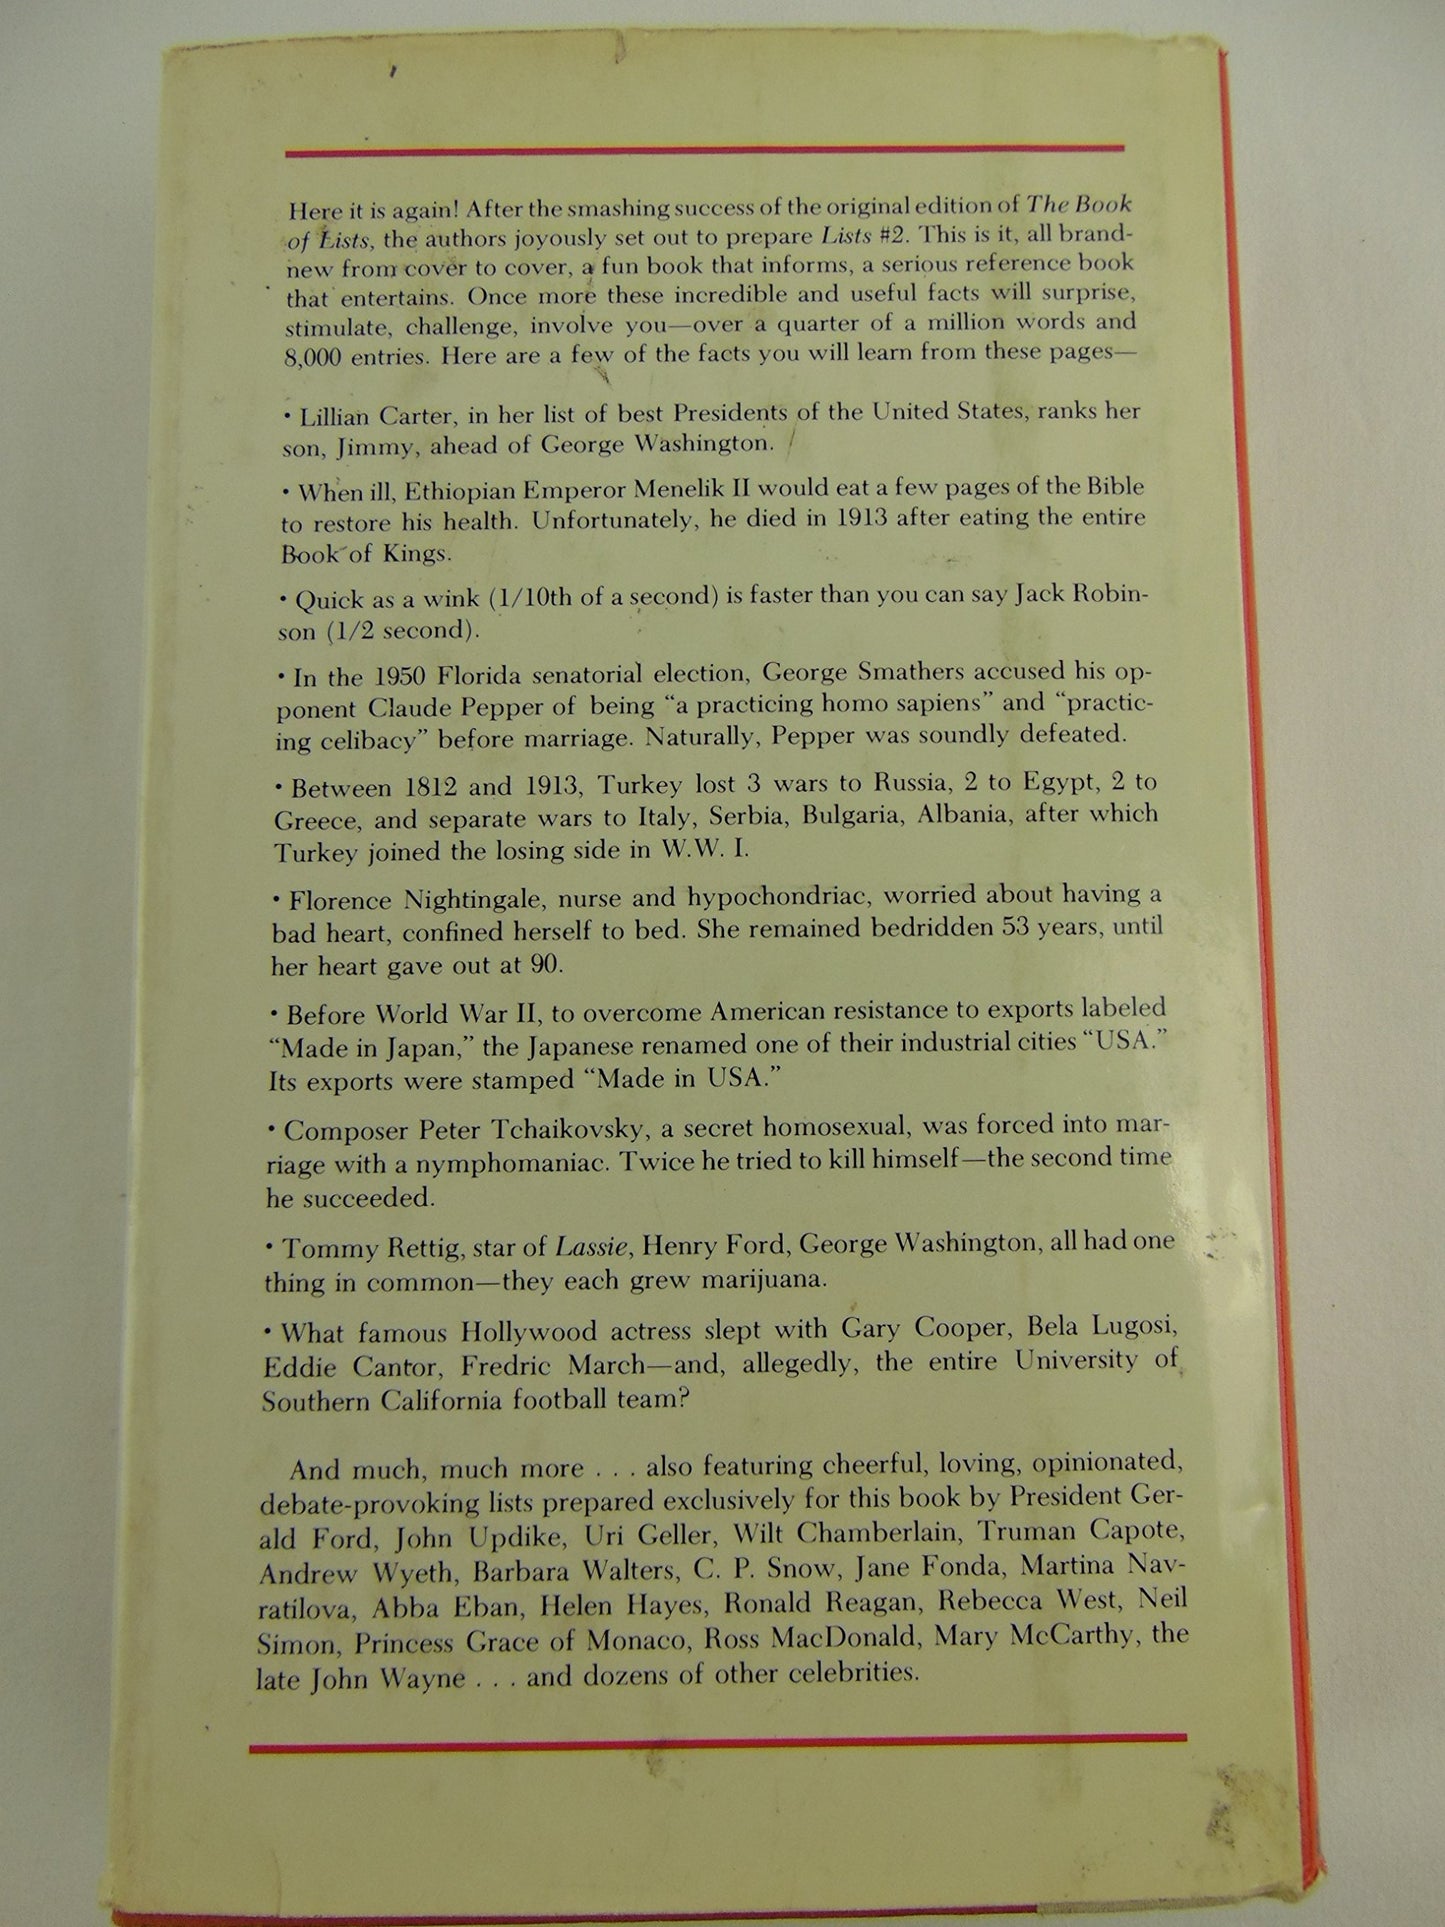 Here it is again! After the smashing success of the original edition of The Book
of Lists, the authors joyously set out to prepare Lists #2. This is it, all brand-
new from cover to cover, a fun book that informs, a serious reference book
that entertains. Once more these incredible and useful facts will surprise,
stimulate, challenge, involve you—over a quarter of a million words and
8,000 entries. Here are a few of the facts you will learn from these pages—
• Lillian Carter, in her list of best Presidents of the United States, ranks her
son, Jimmy, ahead of George Washington.
• When ill, Ethiopian Emperor Menelik II would eat a few pages of the Bible
to restore his health. Unfortunately, he died in 1913 after eating the entire
Book of Kings.
• Quick as a wink (1/10th of a second) is faster than you can say Jack Robin-
son (1/2 second).
• In the 1950 Florida senatorial election, George Smathers accused his op-
ponent Claude Pepper of being “a practicing homo sapiens” and “practic-
ing celibacy” before marriage. Naturally, Pepper was soundly defeated.
• Between 1812 and 1913, Turkey lost 3 wars to Russia, 2 to Egypt, 2 to
Greece, and separate wars to Italy, Serbia, Bulgaria, Albania, after which
Turkey joined the losing side in W.W. I.
• Florence Nightingale, nurse and hypochondriac, worried about having a
bad heart, confined herself to bed. She remained bedridden 53 years, until
her heart gave out at 90.
• Before World War II, to overcome American resistance to exports labeled
“Made in Japan,” the Japanese renamed one of their industrial cities “USA.”
Its exports were stamped “Made in USA.”
• Composer Peter Tchaikovsky, a secret homosexual, was forced into mar-
riage with a nymphomaniac. Twice he tried to kill himself—the second time
he succeeded.
• Tommy Rettig, star of Lassie, Henry Ford, George Washington, all had one
thing in common—they each grew marijuana.
• What famous Hollywood actress slept with Gary Cooper, Bela Lugosi,
Eddie Cantor, Fredric March—and, allegedly, the entire University of
Southern California football team?
And much, much more . . . also featuring cheerful, loving, opinionated,
debate-provoking lists prepared exclusively for this book by President Ger-
ald Ford, John Updike, Uri Geller, Wilt Chamberlain, Truman Capote,
Andrew Wyeth, Barbara Walters, C. P. Snow, Jane Fonda, Martina Nav-
ratilova, Abba Eban, Helen Hayes, Ronald Reagan, Rebecca West, Neil
Simon, Princess Grace of Monaco, Ross MacDonald, Mary McCarthy, the
late John Wayne . . . and dozens of other celebrities.